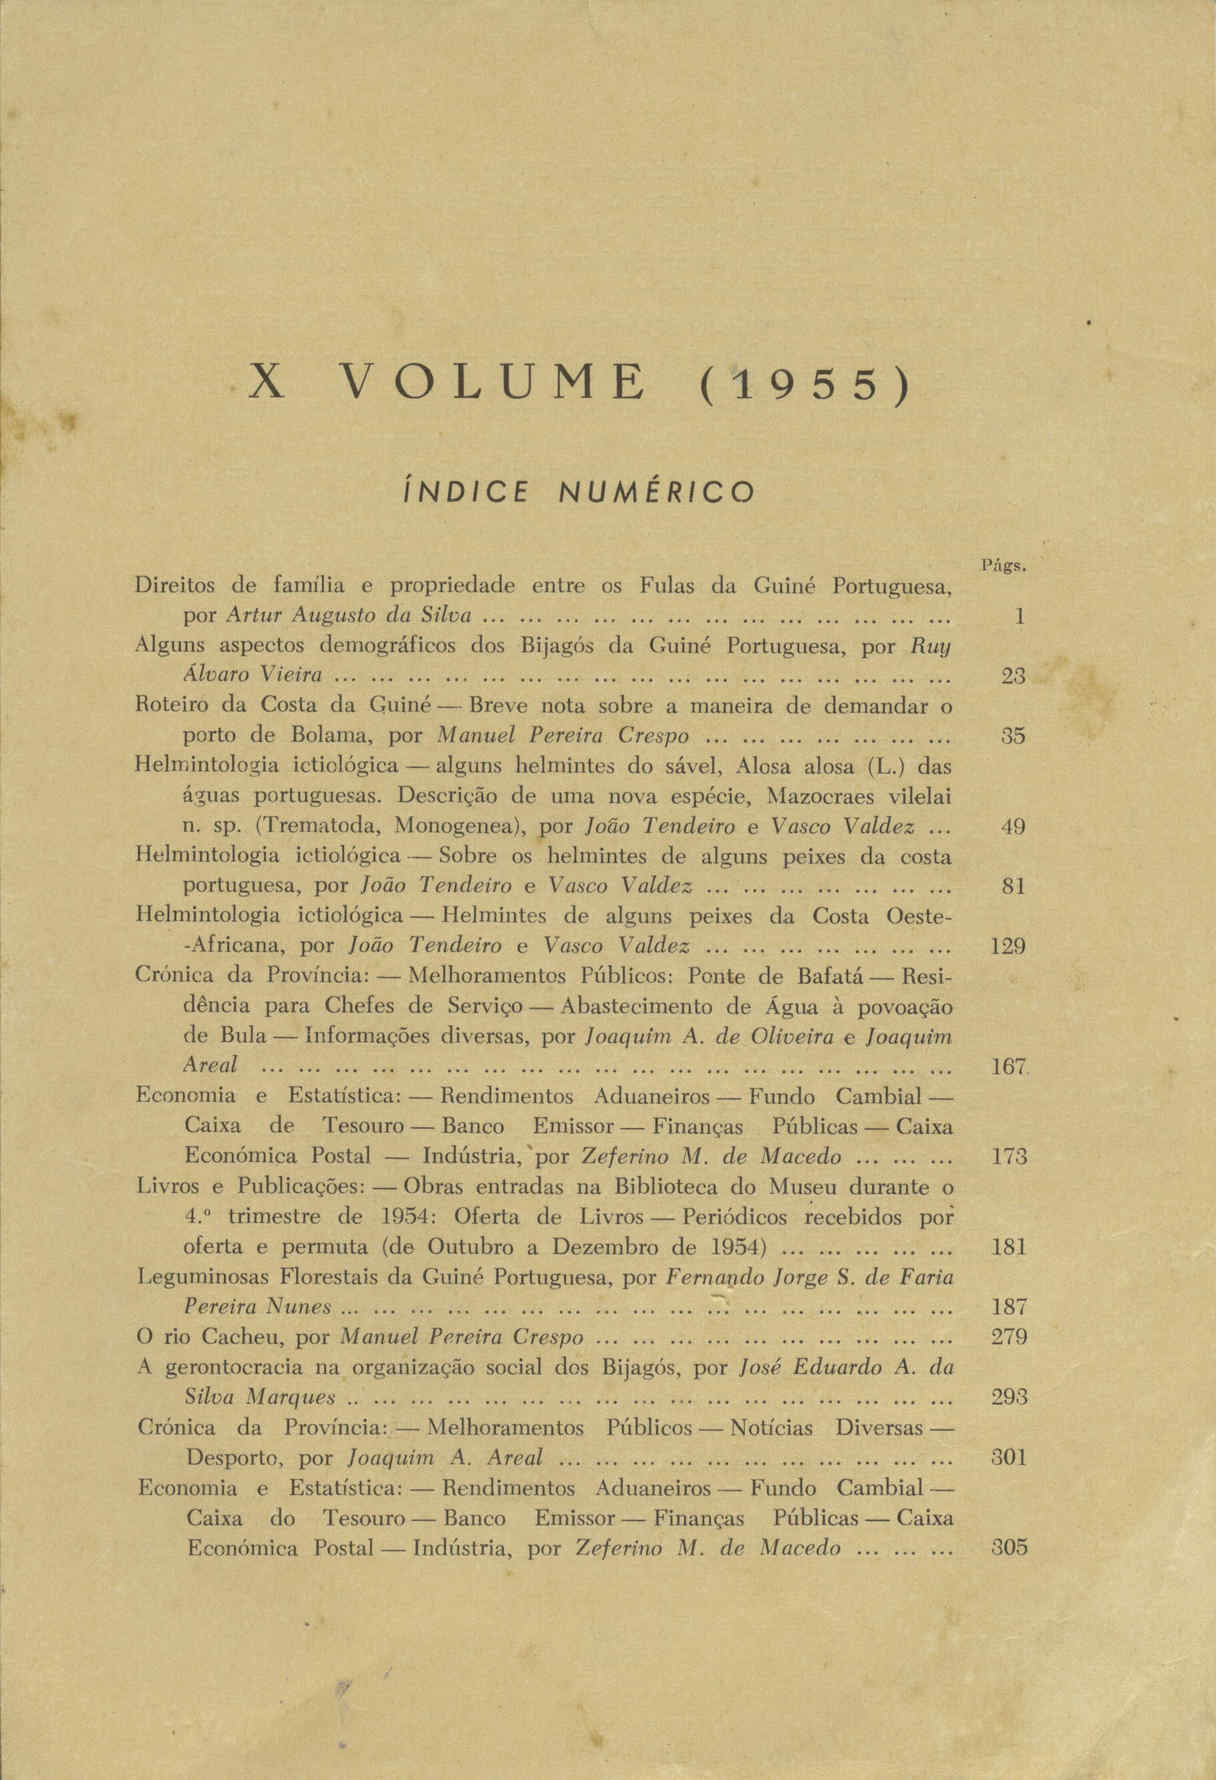 X VOLUME (1955)
ÍNDICE NUMÉRICO
Págs.
Direitos de família e propriedade entre os Fulas da Guiné Portuguesa,
por Artur Augusto da Silva ... ... ... ... ... ... ... ... ... ... ... ... ... 1
Alguns aspectos demográficos dos Bijagós da Guiné Portuguesa, por Ruy
Álvaro Vieira ... ... ... ... ... ... ... ... ... ... ... ... ... ... ... ... ... 23
Roteiro da Costa da Guiné — Breve nota sobre a maneira de demandar o
porto de Bolama, por Manuel Pereira Crespo ... ... ... ... ... ... ... 35
Helmintologia ictiológica — alguns helmintes do sável, Alosa alosa (L.) das
águas portuguesas. Descrição de uma nova espécie, Mazocraes vilelai
n. sp. (Trematoda, Monogenea), por João Tendeiro e Vasco Valdez ... 49
Helmintologia ictiológica — Sobre os helmintes de alguns peixes da costa
portuguesa, por João Tendeiro e Vasco Valdez ... ... ... ... ... ... ... 81
Helmintologia ictiológica — Helmintes de alguns peixes da Costa Oeste-
-Africana, por João Tendeiro e Vasco Valdez ... ... ... ... ... ... ... 129
Crónica da Província: — Melhoramentos Públicos: Ponte de Bafatá — Resi-
dência para Chefes de Serviço — Abastecimento de Água à povoação
de Bula — Informações diversas, por Joaquim A. de Oliveira e Joaquim
Areal ... ... ... ... ... ... ... ... ... ... ... ... ... ... ... ... ... ... ... 167
Economia e Estatística: — Rendimentos Aduaneiros — Fundo Cambial —
Caixa de Tesouro — Banco Emissor — Finanças Públicas — Caixa
Económica Postal — Indústria, por Zeferino M. de Macedo ... ... ... 173
Livros e Publicações: — Obras entradas na Biblioteca do Museu durante o
4.º trimestre de 1954: Oferta de Livros — Periódicos recebidos por
oferta e permuta (de Outubro a Dezembro de 1954) ... ... ... ... ... 181
Leguminosas Florestais da Guiné Portuguesa, por Fernando Jorge S. de Faria
Pereira Nunes ... ... ... ... ... ... ... ... ... ... ... ... ... ... ... ... ... 187
O rio Cacheu, por Manuel Pereira Crespo ... ... ... ... ... ... ... ... ... ... 279
A gerontocracia na organização social dos Bijagós, por José Eduardo A. da
Silva Marques .. ... ... ... ... ... ... ... ... ... ... ... ... ... ... ... ... 293
Crónica da Província: — Melhoramentos Públicos — Notícias Diversas —
Desporto, por Joaquim A. Areal ... ... ... ... ... ... ... ... ... ... ... 301
Economia e Estatística: — Rendimentos Aduaneiros — Fundo Cambial —
Caixa do Tesouro — Banco Emissor — Finanças Públicas — Caixa
Económica Postal — Indústria, por Zeferino M. de Macedo ... ... ... 305